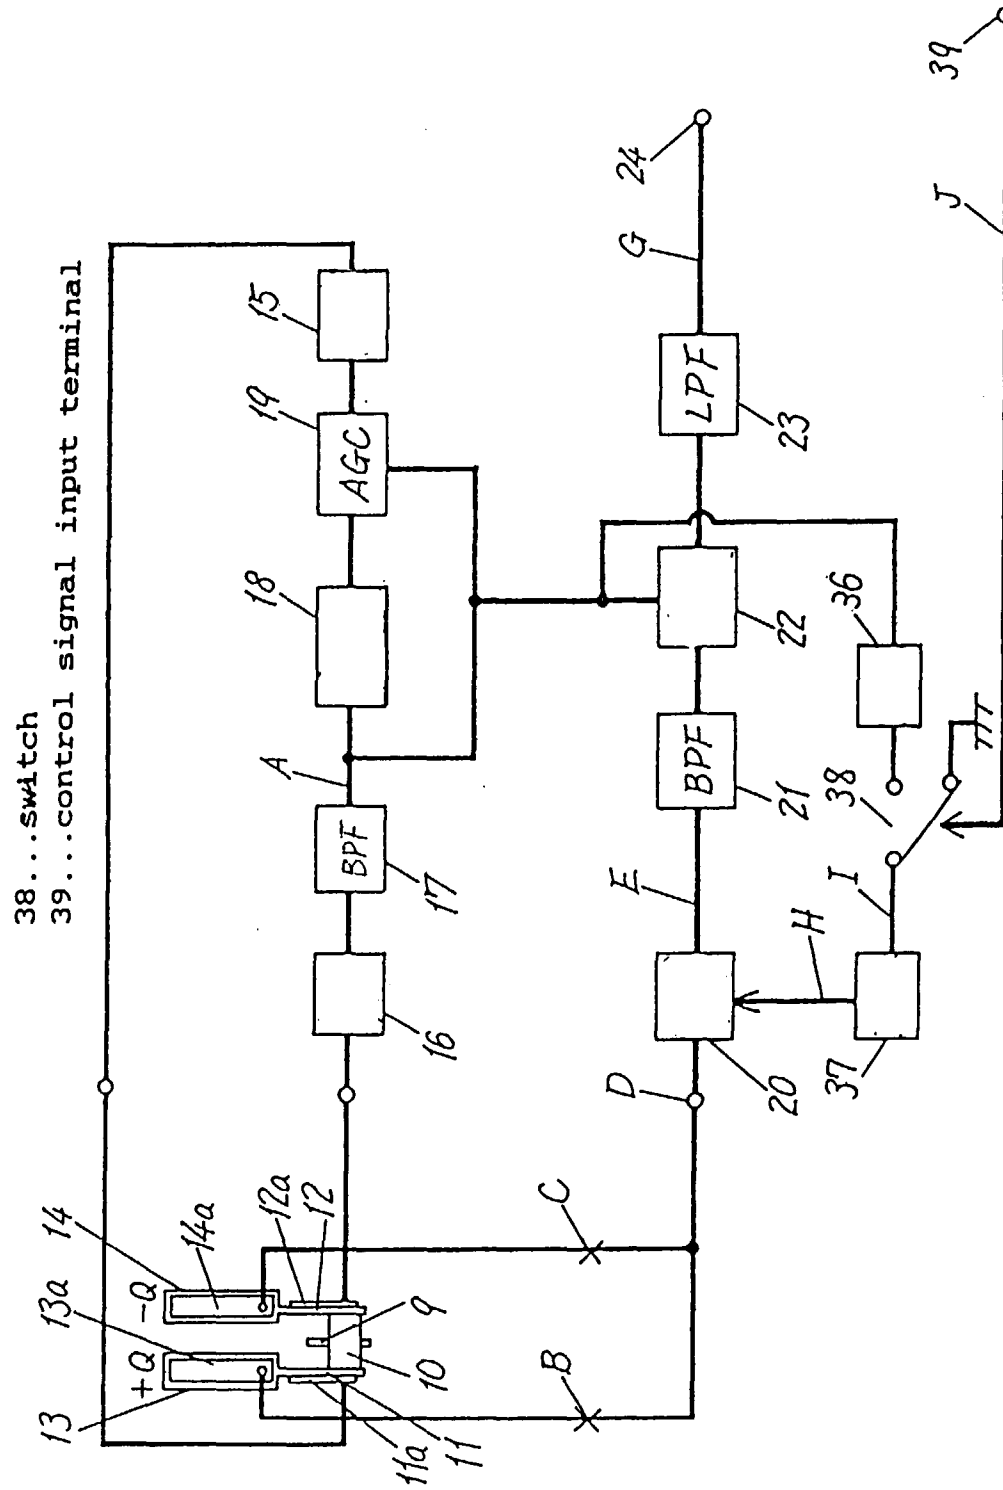 38...switch
39...control signal input terminal
14
13a
-Q
14a
12a
12
+Q
13
9
10
11
11a
16
BPF
17
A
18
AGC
19
15
B
C
D
20
E
BPF
21
22
LPF
23
G
24
H
37
I
38
36
J
39